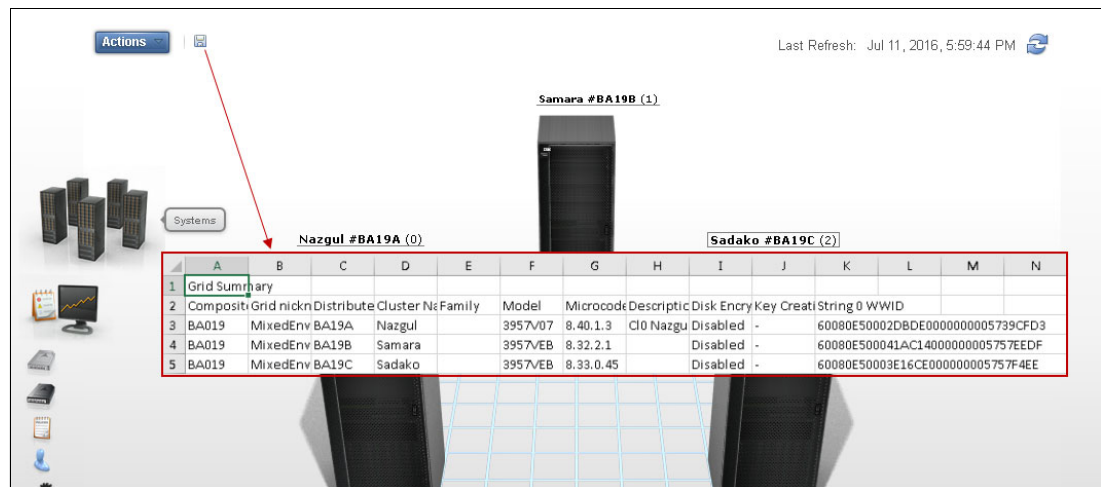 Actions
Last Refresh: Jul 11, 2016, 5:59:44 PM
Samara #BA19B (1)
Systems
Nazgul #BA19A (0)
Sadako #BA19C (2)
A B C D E F G H I J K L M N
1 Grid Summary
2 Composit Grid nickn Distribute Cluster Na Family Model Microcode Descriptic Disk Encry Key Creati String 0 WWID
3 BA019 MixedEnv BA19A Nazgul 3957V07 8.40.1.3 Cl0 Nazgu Disabled - 60080E50002DBDE0000000005739CFD3
4 BA019 MixedEnv BA19B Samara 3957VEB 8.32.2.1 Disabled - 60080E500041AC14000000005757EEDF
5 BA019 MixedEnv BA19C Sadako 3957VEB 8.33.0.45 Disabled - 60080E50003E16CE000000005757F4EE